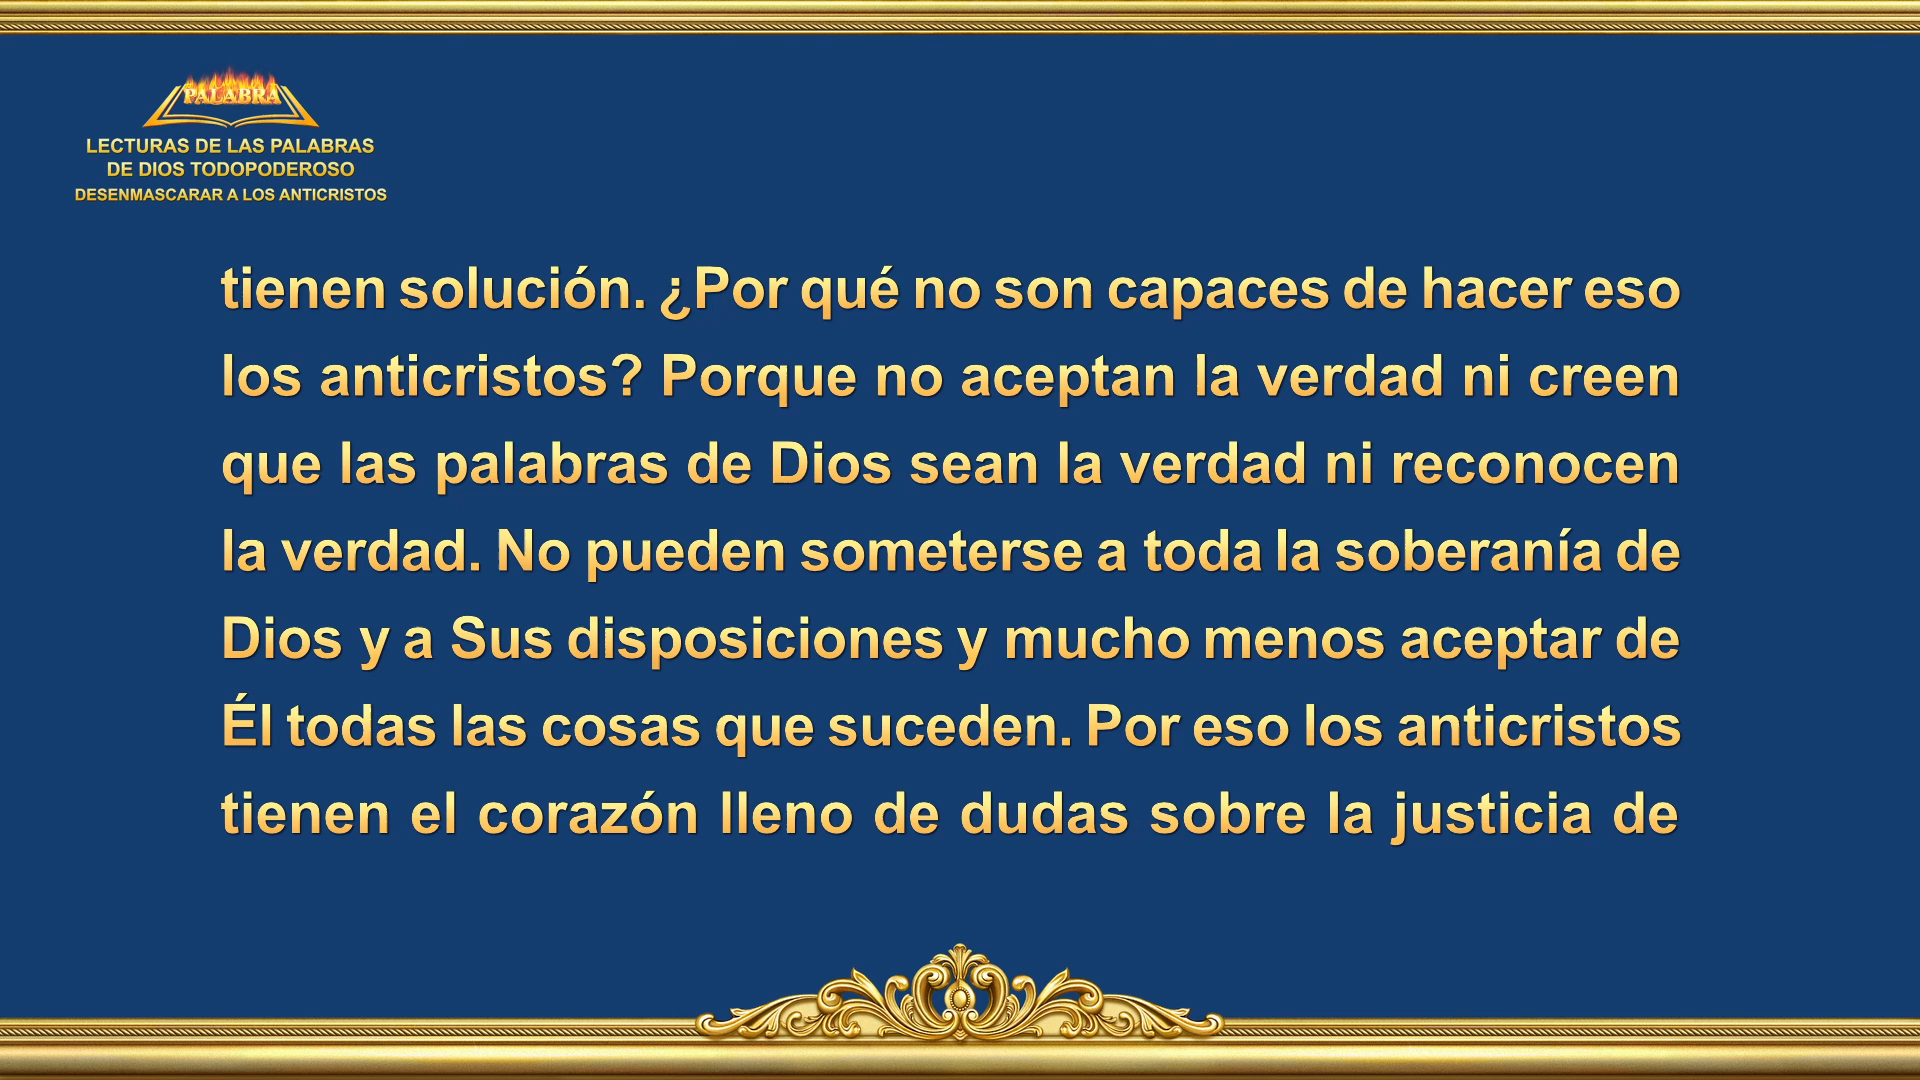 PALABRA
LECTURAS DE LAS PALABRAS
DE DIOS TODOPODEROSO
DESENMASCARAR A LOS ANTICRISTOS
tienen solución. ¿Por qué no son capaces de hacer eso
los anticristos? Porque no aceptan la verdad ni creen
que las palabras de Dios sean la verdad ni reconocen
la verdad. No pueden someterse a toda la soberanía de
Dios y a Sus disposiciones y mucho menos aceptar de
Él todas las cosas que suceden. Por eso los anticristos
tienen el corazón lleno de dudas sobre la justicia de